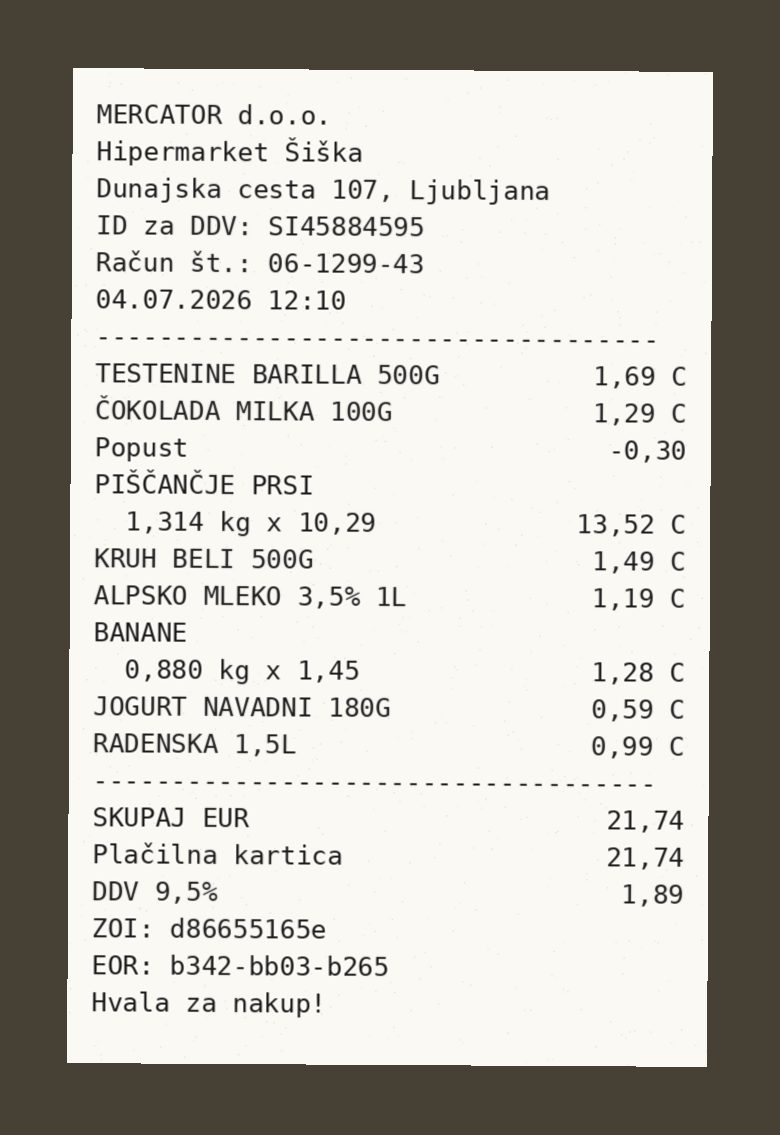 MERCATOR d.o.o.
Hipermarket Šiška
Dunajska cesta 107, Ljubljana
ID za DDV: SI45884595
Račun št.: 06-1299-43
04.07.2026 12:10
------------------------------------
TESTENINE BARILLA 500G 1,69 C
ČOKOLADA MILKA 100G 1,29 C
Popust -0,30
PIŠČANČJE PRSI
1,314 kg x 10,29 13,52 C
KRUH BELI 500G 1,49 C
ALPSKO MLEKO 3,5% 1L 1,19 C
BANANE
0,880 kg x 1,45 1,28 C
JOGURT NAVADNI 180G 0,59 C
RADENSKA 1,5L 0,99 C
------------------------------------
SKUPAJ EUR 21,74
Plačilna kartica 21,74
DDV 9,5% 1,89
ZOI: d86655165e
EOR: b342-bb03-b265
Hvala za nakup!